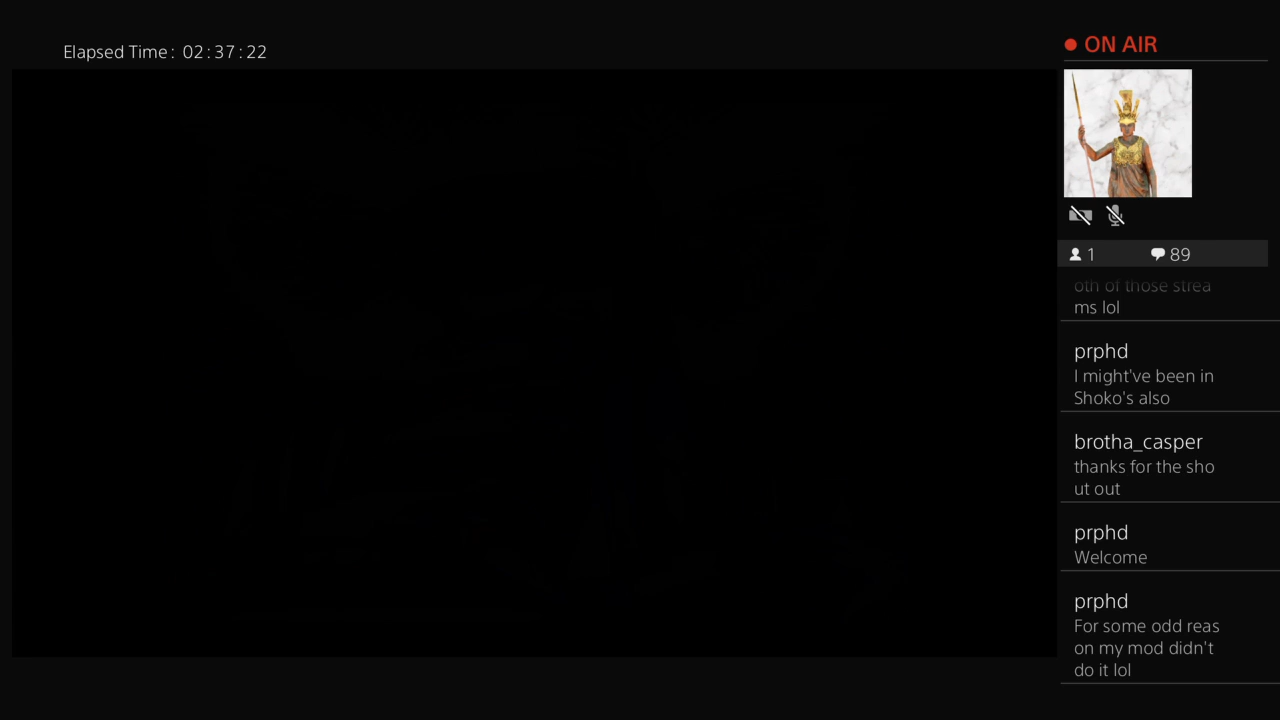 Elapsed Time: 02:37:22
ON AIR
1 89
oth of those strea
ms lol
prphd
I might've been in
Shoko's also
brotha_casper
thanks for the sho
ut out
prphd
Welcome
prphd
For some odd reas
on my mod didn't
do it lol